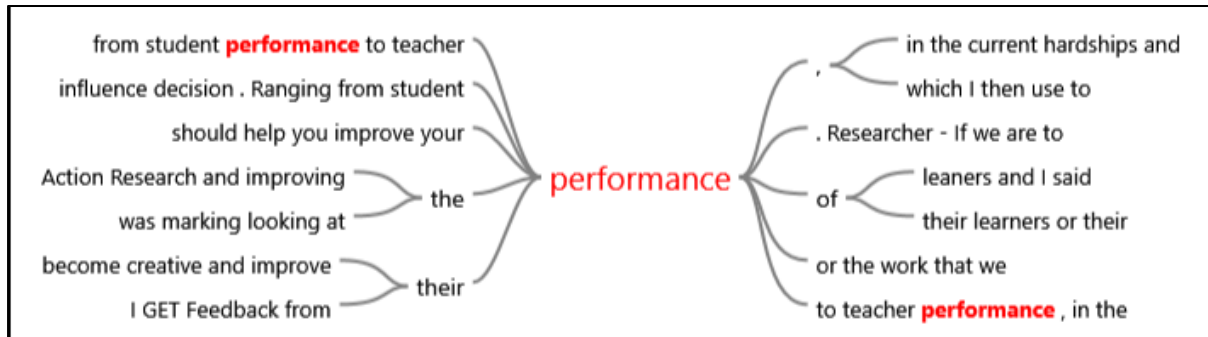 from student performance to teacher
influence decision . Ranging from student
should help you improve your
Action Research and improving
was marking looking at
the
become creative and improve
I GET Feedback from
their
performance
,
in the current hardships and
which I then use to
. Researcher - If we are to
of
leaners and I said
their learners or their
or the work that we
to teacher performance , in the